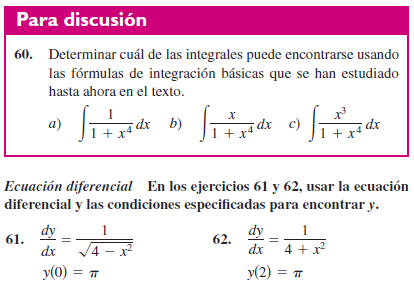 Para discusión
60. Determinar cuál de las integrales puede encontrarse usando
las fórmulas de integración básicas que se han estudiado
hasta ahora en el texto.
a) ∫ 1/(1 + x⁴) dx b) ∫ x/(1 + x⁴) dx c) ∫ x³/(1 + x⁴) dx
Ecuación diferencial En los ejercicios 61 y 62, usar la ecuación
diferencial y las condiciones especificadas para encontrar y.
61. dy/dx = 1/√(4 − x²) 62. dy/dx = 1/(4 + x²)
y(0) = π y(2) = π